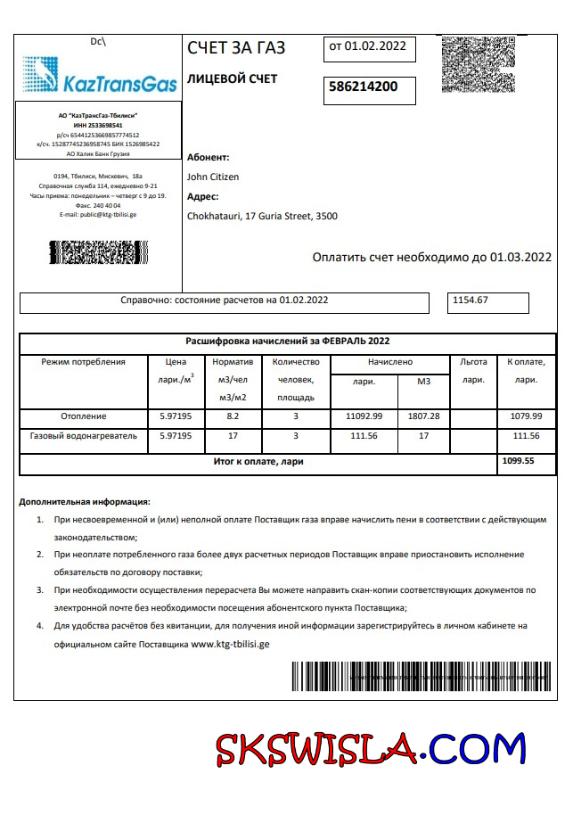 Dc\
KazTransGas
АО "КазТрансГаз-Тбилиси"
ИНН 2533698541
р/сч 65441253669857774512
к/сч. 15287745236958745 БИК 1526985422
АО Халик Банк Грузия
0194, Тбилиси, Мискевич, 18а
Справочная служба 114, ежедневно 9-21
Часы приема: понедельник – четверг с 9 до 19.
Факс. 240 40 04
E-mail: public@ktg-tbilisi.ge
СЧЕТ ЗА ГАЗ
от 01.02.2022
ЛИЦЕВОЙ СЧЕТ
586214200
Абонент:
John Citizen
Адрес:
Chokhatauri, 17 Guria Street, 3500
Оплатить счет необходимо до 01.03.2022
Справочно: состояние расчетов на 01.02.2022 1154.67
Расшифровка начислений за ФЕВРАЛЬ 2022
Режим потребления Цена лари./м³ Норматив м3/чел м3/м2 Количество человек, площадь Начислено лари. М3 Льгота лари. К оплате, лари.
Отопление 5.97195 8.2 3 11092.99 1807.28 1079.99
Газовый водонагреватель 5.97195 17 3 111.56 17 111.56
Итог к оплате, лари 1099.55
Дополнительная информация:
1. При несвоевременной и (или) неполной оплате Поставщик газа вправе начислить пени в соответствии с действующим
законодательством;
2. При неоплате потребленного газа более двух расчетных периодов Поставщик вправе приостановить исполнение
обязательств по договору поставки;
3. При необходимости осуществления перерасчета Вы можете направить скан-копии соответствующих документов по
электронной почте без необходимости посещения абонентского пункта Поставщика;
4. Для удобства расчётов без квитанции, для получения иной информации зарегистрируйтесь в личном кабинете на
официальном сайте Поставщика www.ktg-tbilisi.ge
SKSWISLA.COM